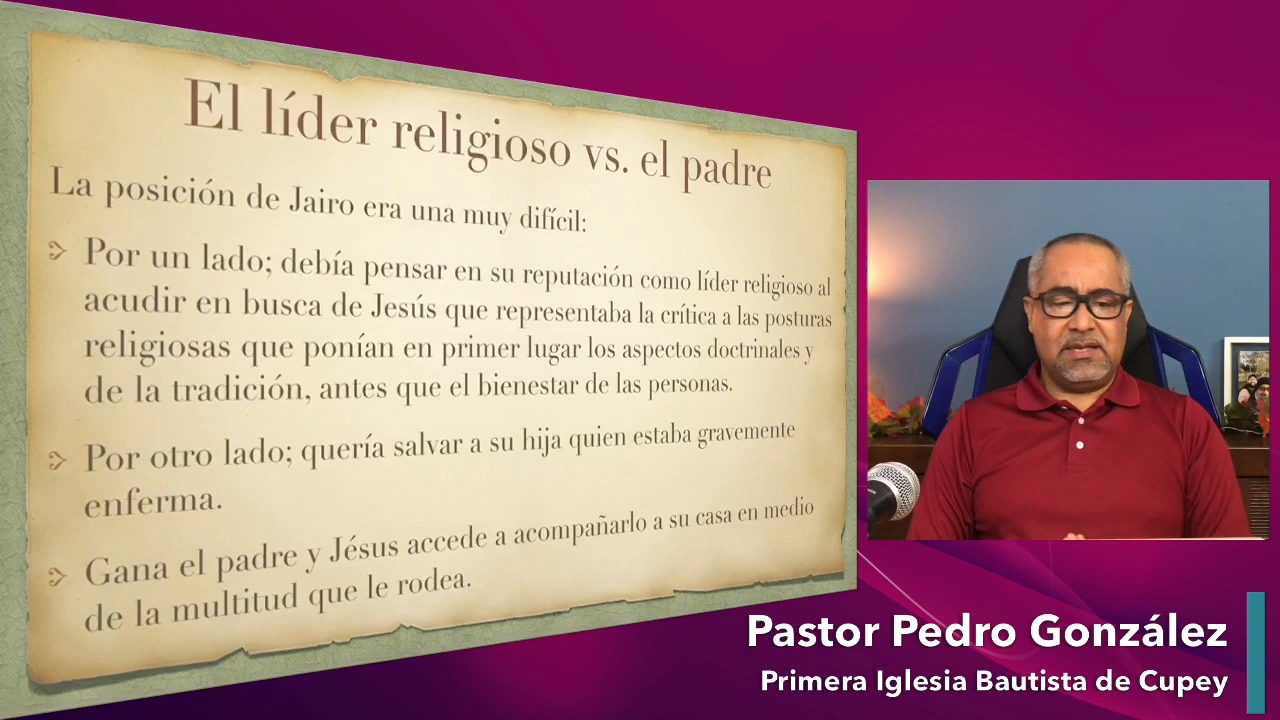 El líder religioso vs. el padre
La posición de Jairo era una muy difícil:
Por un lado; debía pensar en su reputación como líder religioso al
acudir en busca de Jesús que representaba la crítica a las posturas
religiosas que ponían en primer lugar los aspectos doctrinales y
de la tradición, antes que el bienestar de las personas.
Por otro lado; quería salvar a su hija quien estaba gravemente
enferma.
Gana el padre y Jésus accede a acompañarlo a su casa en medio
de la multitud que le rodea.
Pastor Pedro González
Primera Iglesia Bautista de Cupey